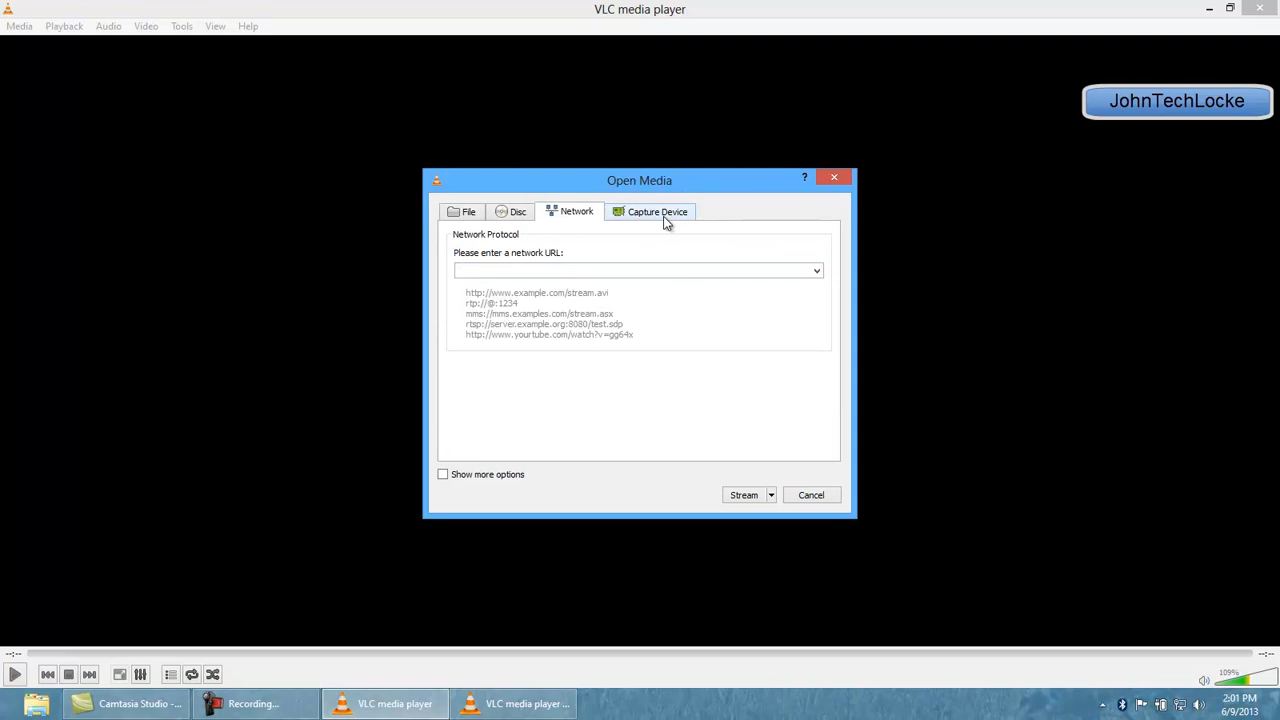 VLC media player
Media Playback Audio Video Tools View Help
JohnTechLocke
Open Media
?
File Disc Network Capture Device
Network Protocol
Please enter a network URL:
http://www.example.com/stream.avi
rtp://@:1234
mms://mms.examples.com/stream.asx
rtsp://server.example.org:8080/test.sdp
http://www.yourtube.com/watch?v=gg64x
Show more options
Stream Cancel
--:-- --:--
109%
Camtasia Studio -... Recording... VLC media player VLC media player ...
2:01 PM
6/9/2013